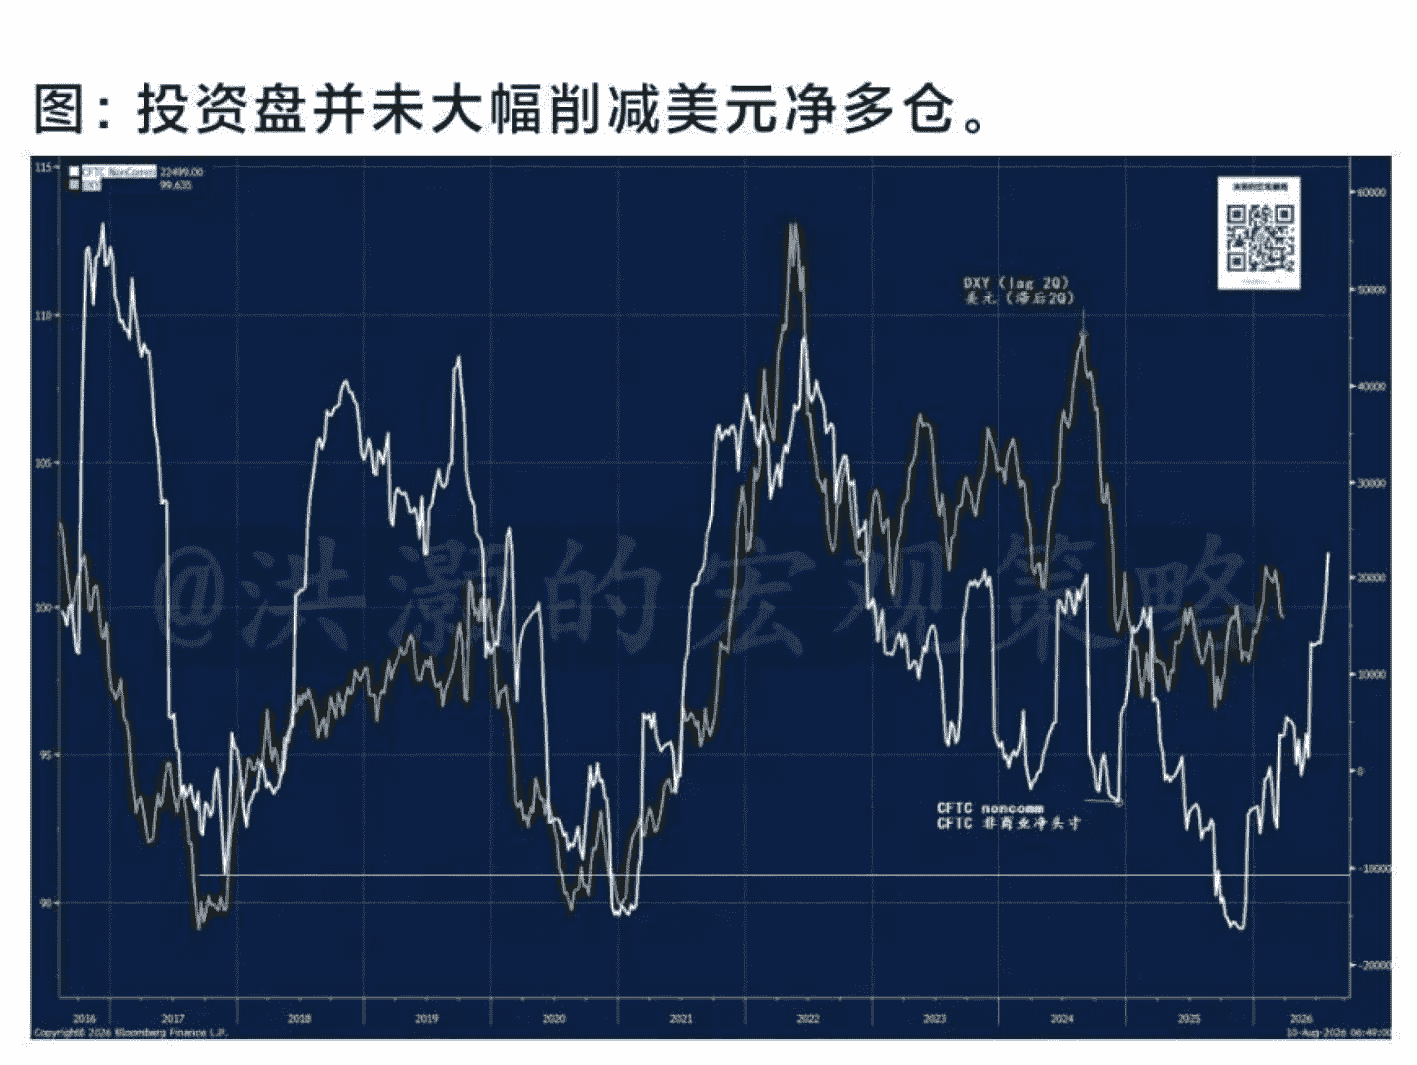 图：投资盘并未大幅削减美元净多仓。
CFTC NonComm 22499.00
DXY 99.635
115
110
105
100
95
90
60000
50000
40000
30000
20000
10000
0
-10000
-20000
DXY (lag 2Q)
美元 (滞后2Q)
@洪灏的宏观策略
CFTC noncomm
CFTC 非商业净头寸
2016 2017 2018 2019 2020 2021 2022 2023 2024 2025 2026
Copyright© 2026 Bloomberg Finance L.P.
10-Aug-2026